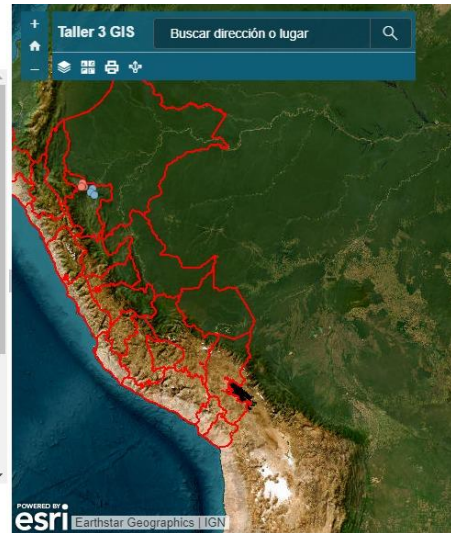 Taller 3 GIS
Buscar dirección o lugar
POWERED BY
esri
Earthstar Geographics | IGN